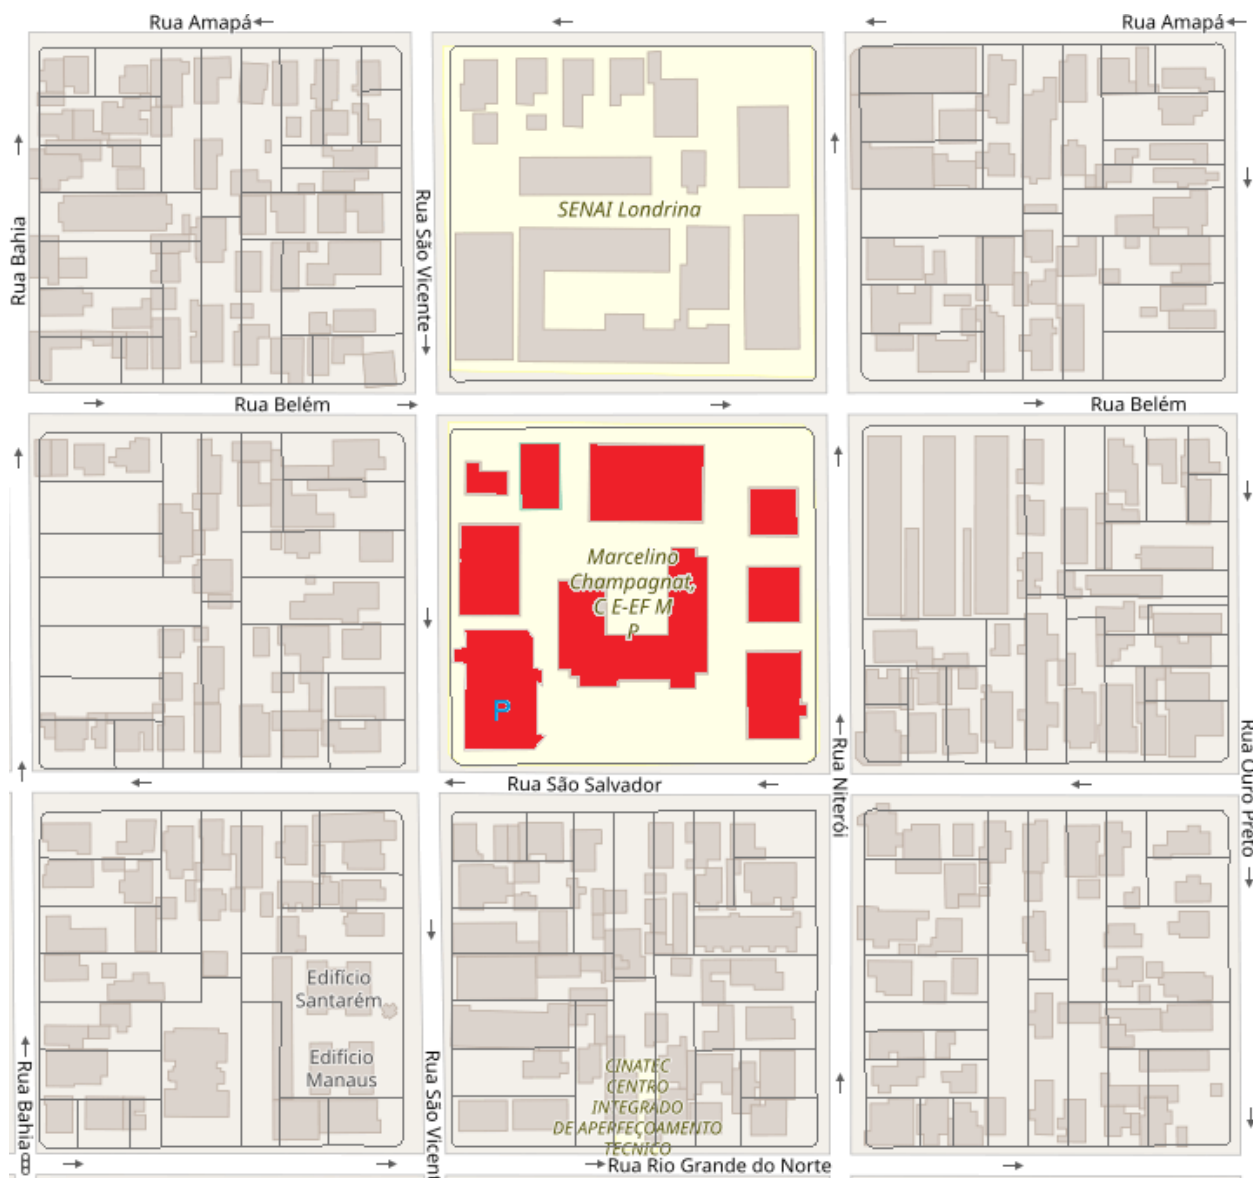 Rua Amapá
Rua Amapá
Rua Bahia
Rua São Vicente
SENAI Londrina
Rua Belém
Rua Belém
Marcelino
Champagnat,
C E-EF M
P
P
Rua São Salvador
Rua Niterói
Rua Ouro Preto
Edifício
Santarém
Edifício
Manaus
Rua Bahia
Rua São Vicent
CINATEC
CENTRO
INTEGRADO
DE APERFEÇOAMENTO
TECNICO
Rua Rio Grande do Norte